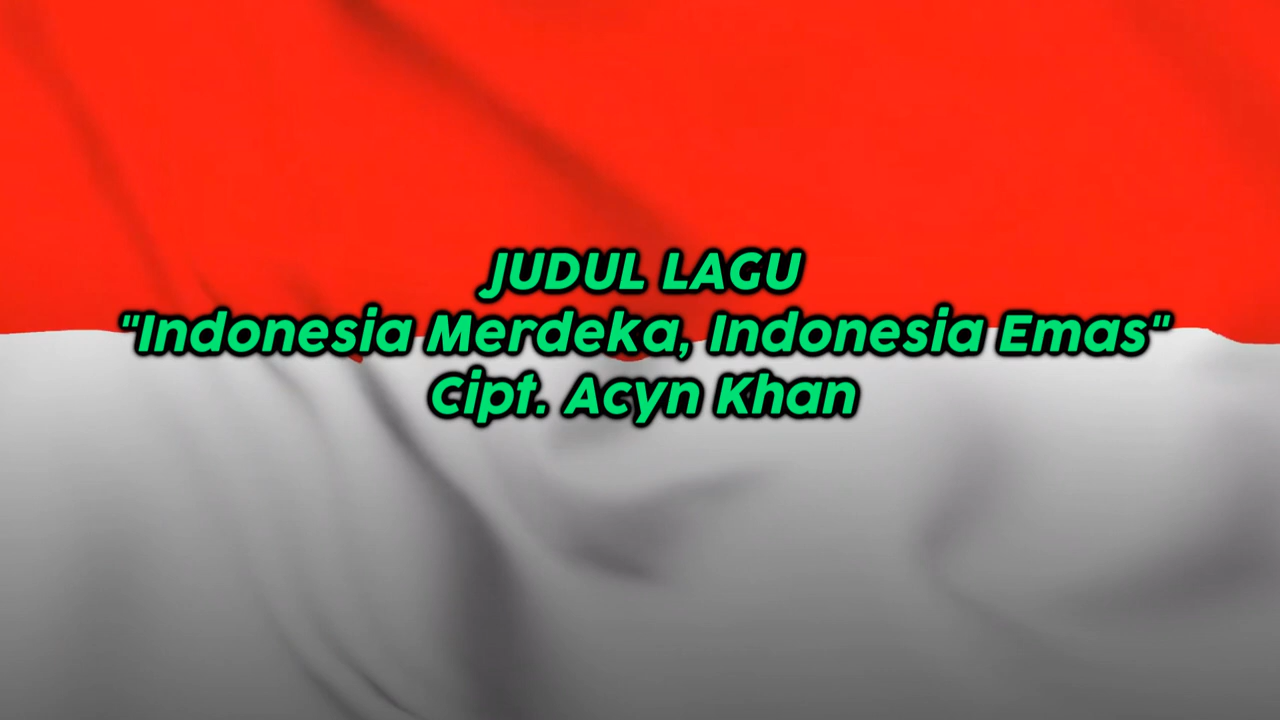 JUDUL LAGU
"Indonesia Merdeka, Indonesia Emas"
Cipt. Acyn Khan